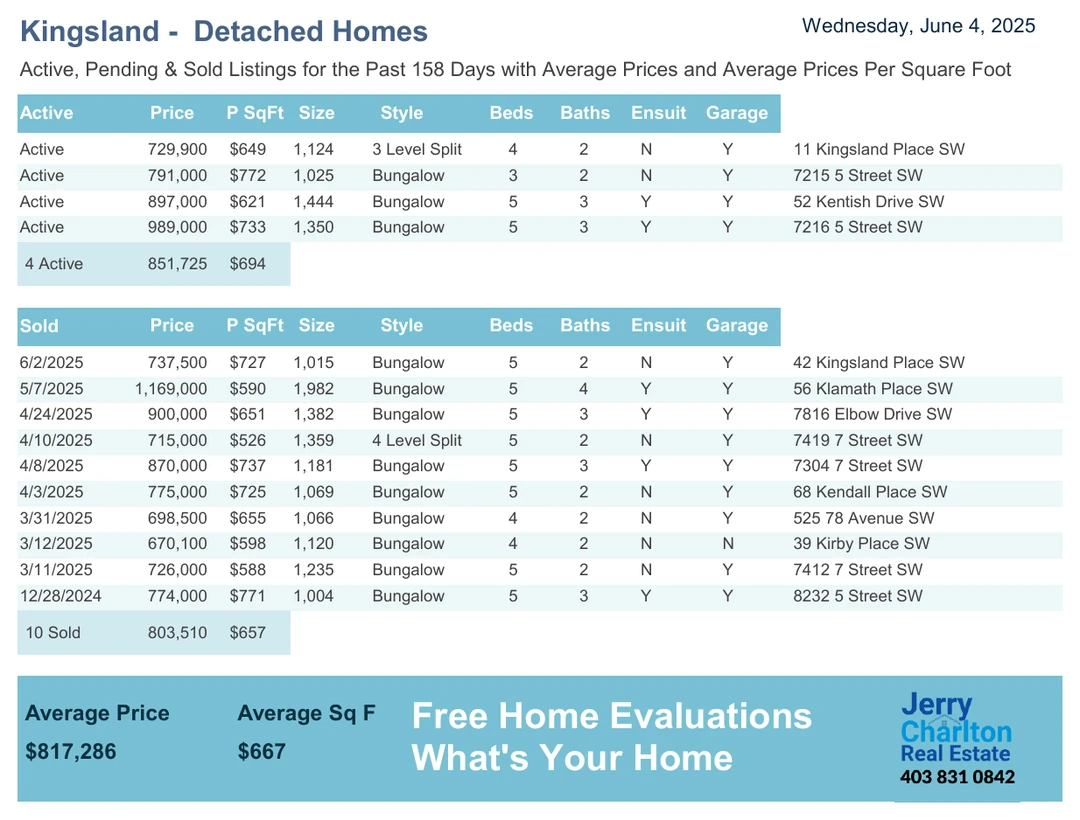 Kingsland -  Detached Homes
Wednesday, June 4, 2025
Active, Pending & Sold Listings for the Past 158 Days with Average Prices and Average Prices Per Square Foot
Active Price P SqFt Size Style Beds Baths Ensuit Garage
Active 729,900 $649 1,124 3 Level Split 4 2 N Y 11 Kingsland Place SW
Active 791,000 $772 1,025 Bungalow 3 2 N Y 7215 5 Street SW
Active 897,000 $621 1,444 Bungalow 5 3 Y Y 52 Kentish Drive SW
Active 989,000 $733 1,350 Bungalow 5 3 Y Y 7216 5 Street SW
4 Active 851,725 $694
Sold Price P SqFt Size Style Beds Baths Ensuit Garage
6/2/2025 737,500 $727 1,015 Bungalow 5 2 N Y 42 Kingsland Place SW
5/7/2025 1,169,000 $590 1,982 Bungalow 5 4 Y Y 56 Klamath Place SW
4/24/2025 900,000 $651 1,382 Bungalow 5 3 Y Y 7816 Elbow Drive SW
4/10/2025 715,000 $526 1,359 4 Level Split 5 2 N Y 7419 7 Street SW
4/8/2025 870,000 $737 1,181 Bungalow 5 3 Y Y 7304 7 Street SW
4/3/2025 775,000 $725 1,069 Bungalow 5 2 N Y 68 Kendall Place SW
3/31/2025 698,500 $655 1,066 Bungalow 4 2 N Y 525 78 Avenue SW
3/12/2025 670,100 $598 1,120 Bungalow 4 2 N N 39 Kirby Place SW
3/11/2025 726,000 $588 1,235 Bungalow 5 2 N Y 7412 7 Street SW
12/28/2024 774,000 $771 1,004 Bungalow 5 3 Y Y 8232 5 Street SW
10 Sold 803,510 $657
Average Price Average Sq F
$817,286 $667
Free Home Evaluations
What's Your Home
Jerry
Charlton
Real Estate
403 831 0842